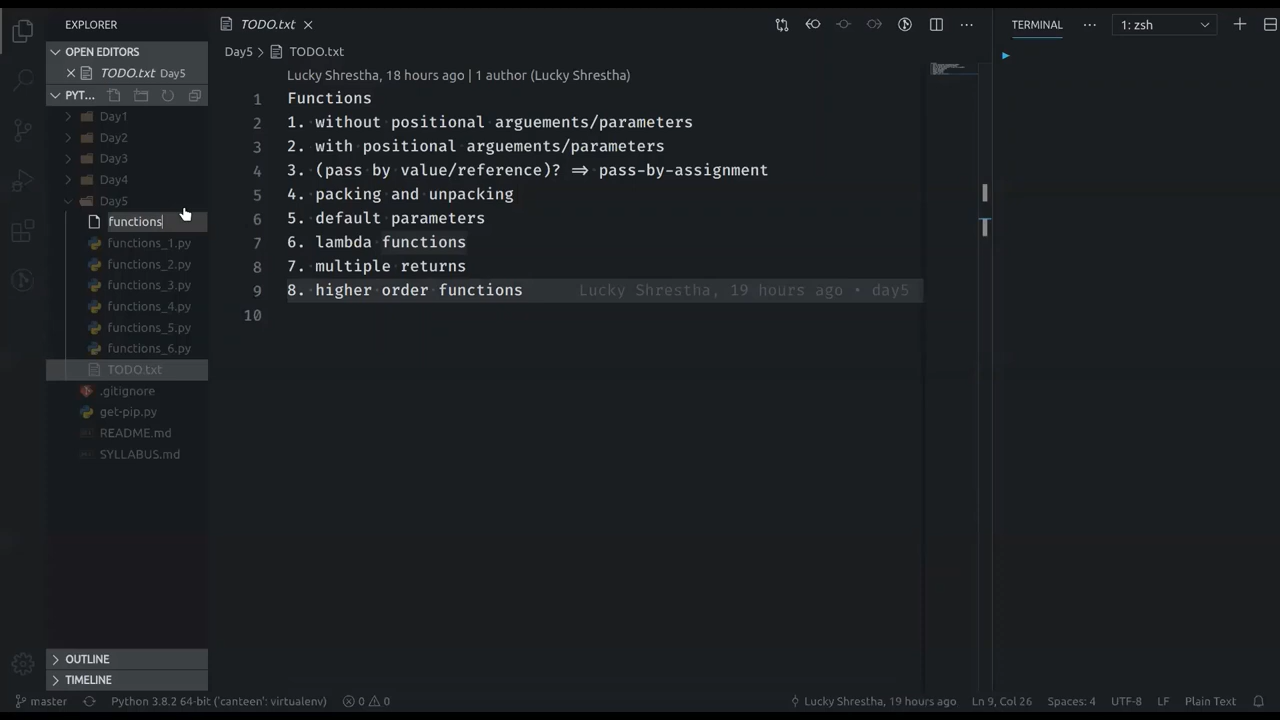 EXPLORER
OPEN EDITORS
TODO.txt Day5
PYT...
Day1
Day2
Day3
Day4
Day5
functions
functions_1.py
functions_2.py
functions_3.py
functions_4.py
functions_5.py
functions_6.py
TODO.txt
.gitignore
get-pip.py
README.md
SYLLABUS.md
OUTLINE
TIMELINE
TODO.txt
Day5 > TODO.txt
Lucky Shrestha, 18 hours ago | 1 author (Lucky Shrestha)
1 Functions
2 1. without positional arguements/parameters
3 2. with positional arguements/parameters
4 3. (pass by value/reference)? => pass-by-assignment
5 4. packing and unpacking
6 5. default parameters
7 6. lambda functions
8 7. multiple returns
9 8. higher order functions Lucky Shrestha, 19 hours ago • day5
10
TERMINAL ... 1: zsh
master Python 3.8.2 64-bit ('canteen': virtualenv) 0 0 Lucky Shrestha, 19 hours ago Ln 9, Col 26 Spaces: 4 UTF-8 LF Plain Text